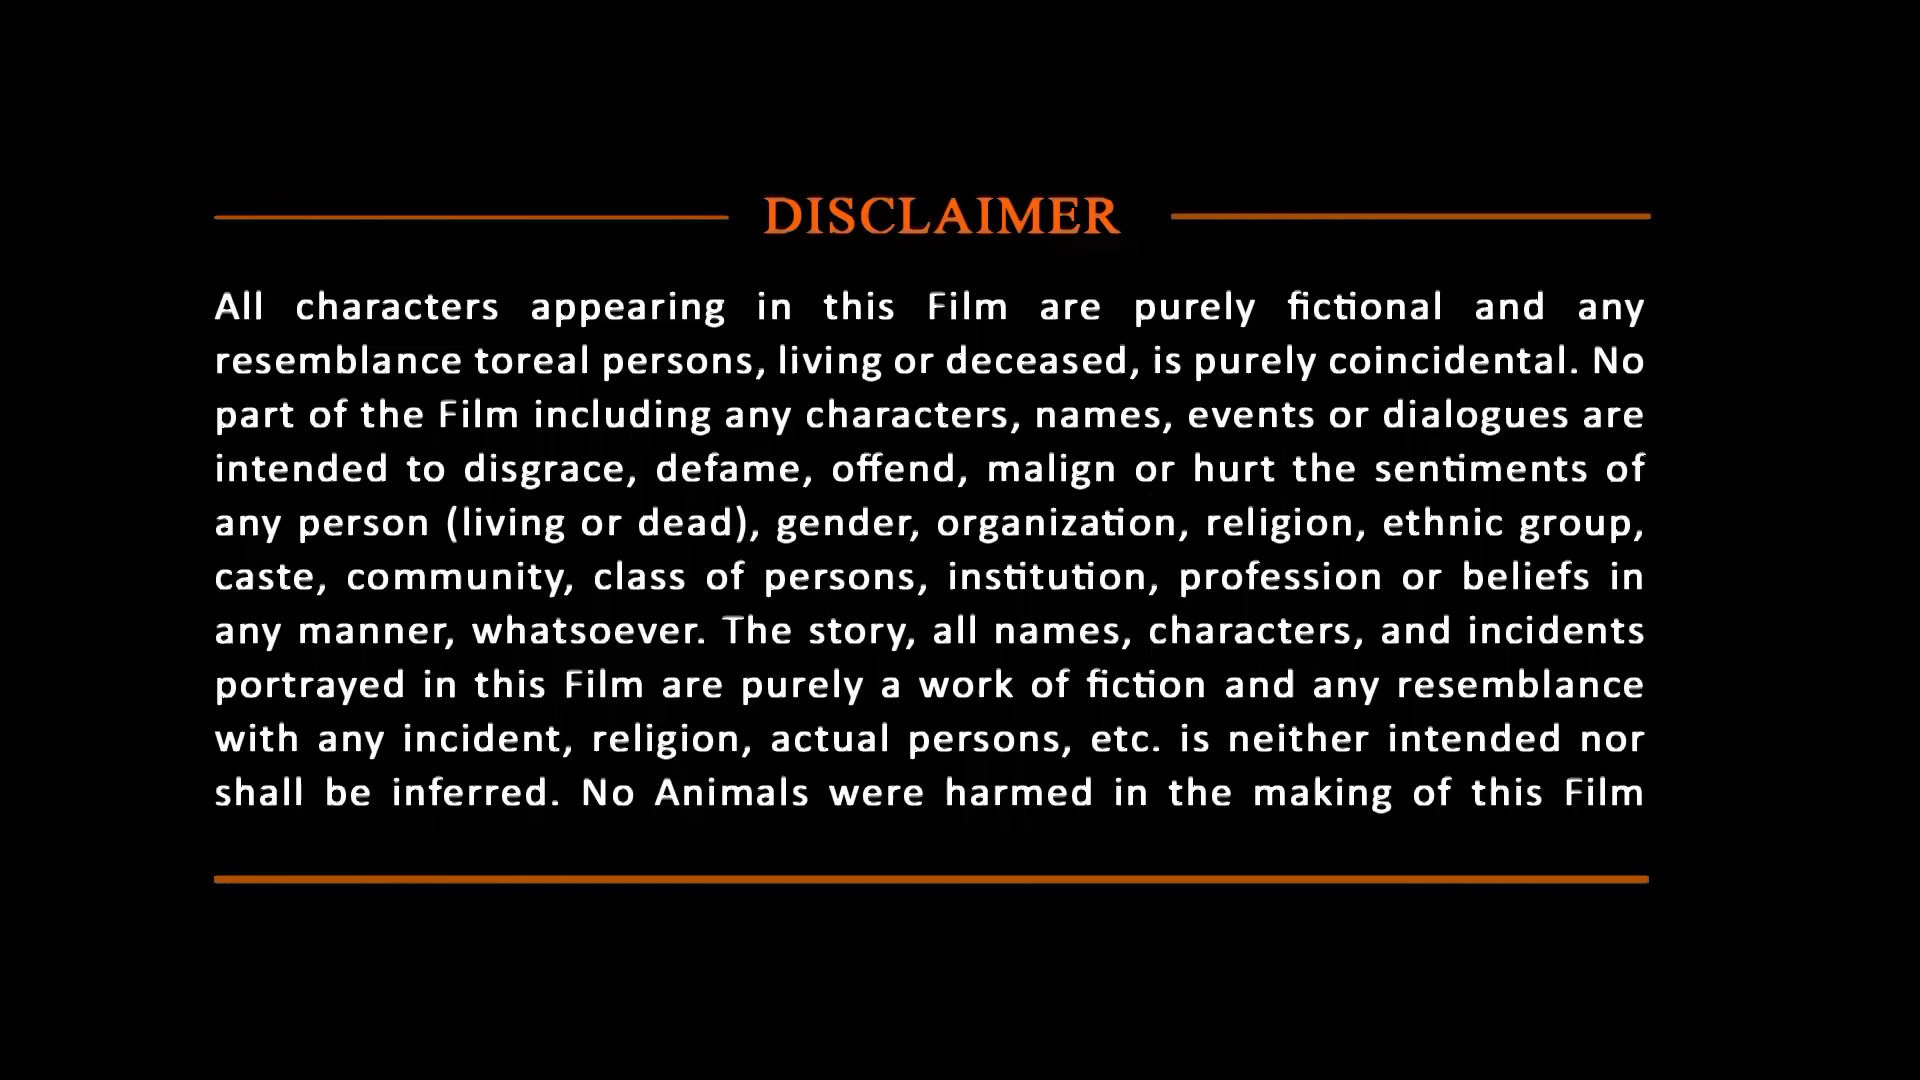 DISCLAIMER
All characters appearing in this Film are purely fictional and any
resemblance toreal persons, living or deceased, is purely coincidental. No
part of the Film including any characters, names, events or dialogues are
intended to disgrace, defame, offend, malign or hurt the sentiments of
any person (living or dead), gender, organization, religion, ethnic group,
caste, community, class of persons, institution, profession or beliefs in
any manner, whatsoever. The story, all names, characters, and incidents
portrayed in this Film are purely a work of fiction and any resemblance
with any incident, religion, actual persons, etc. is neither intended nor
shall be inferred. No Animals were harmed in the making of this Film